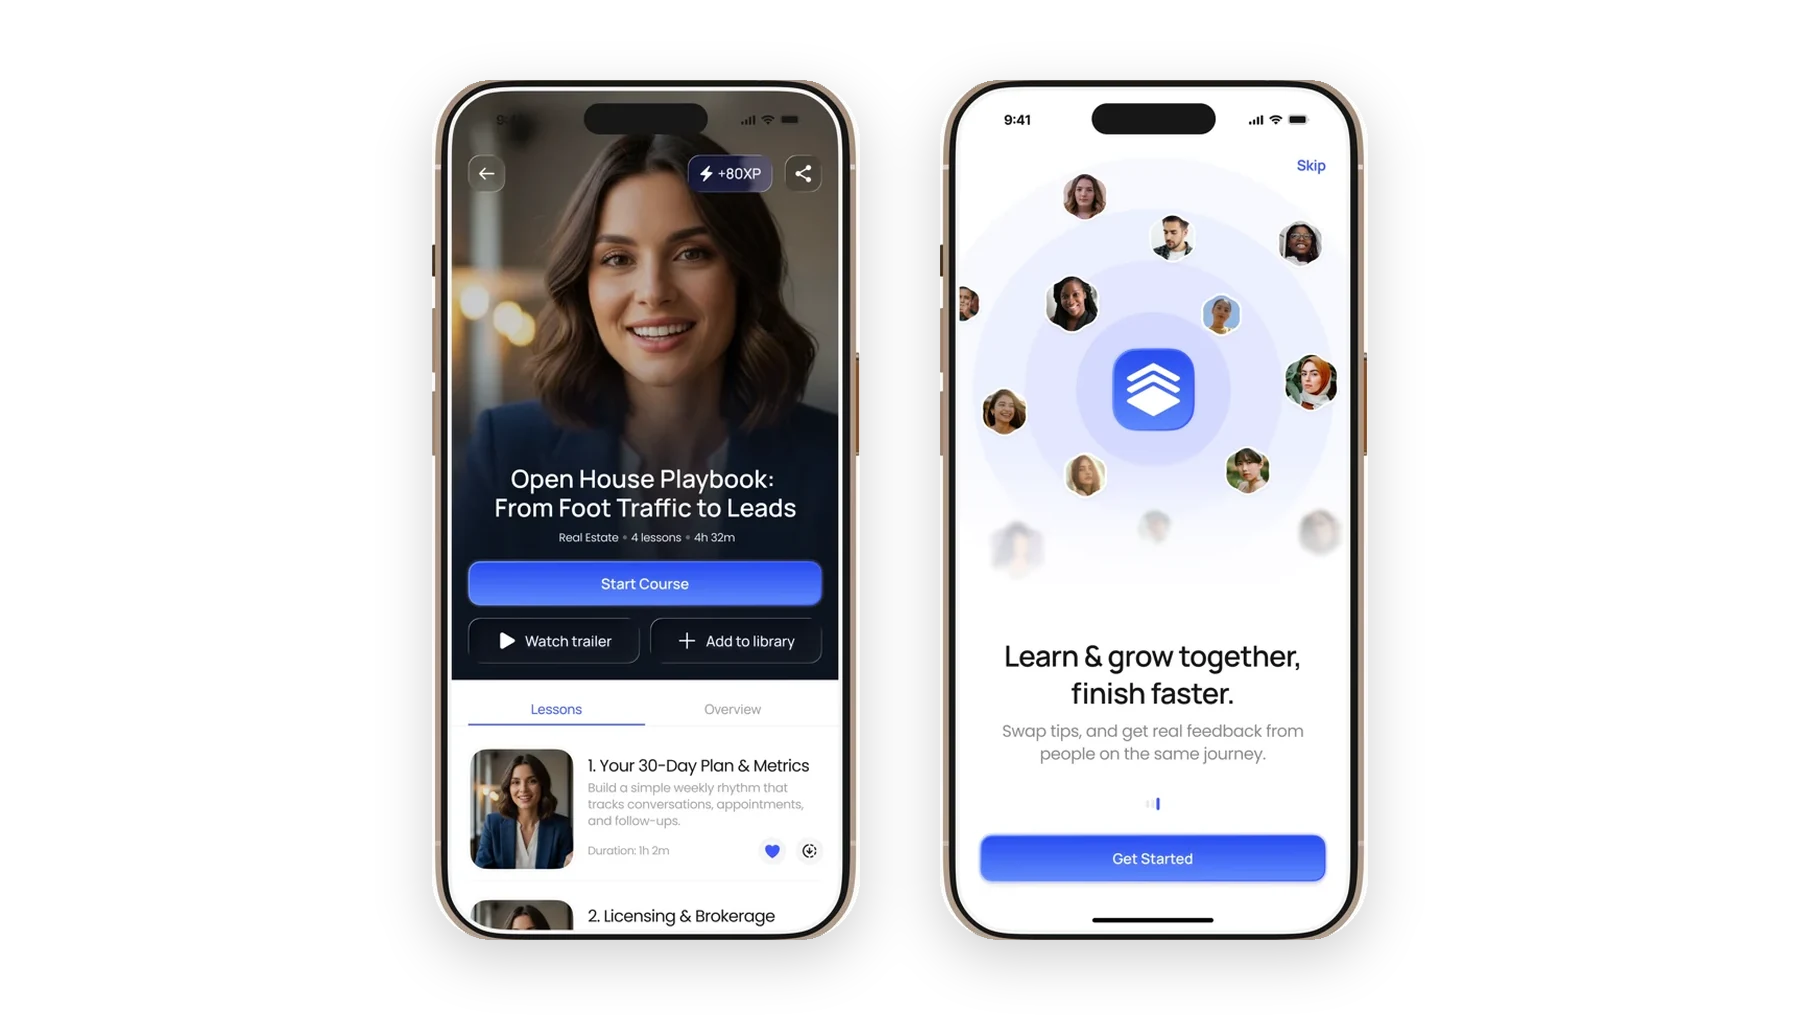 +80XP
Open House Playbook:
From Foot Traffic to Leads
Real Estate • 4 lessons • 4h 32m
Start Course
Watch trailer
Add to library
Lessons
Overview
1. Your 30-Day Plan & Metrics
Build a simple weekly rhythm that
tracks conversations, appointments,
and follow-ups.
Duration: 1h 2m
2. Licensing & Brokerage
9:41
Skip
Learn & grow together,
finish faster.
Swap tips, and get real feedback from
people on the same journey.
Get Started